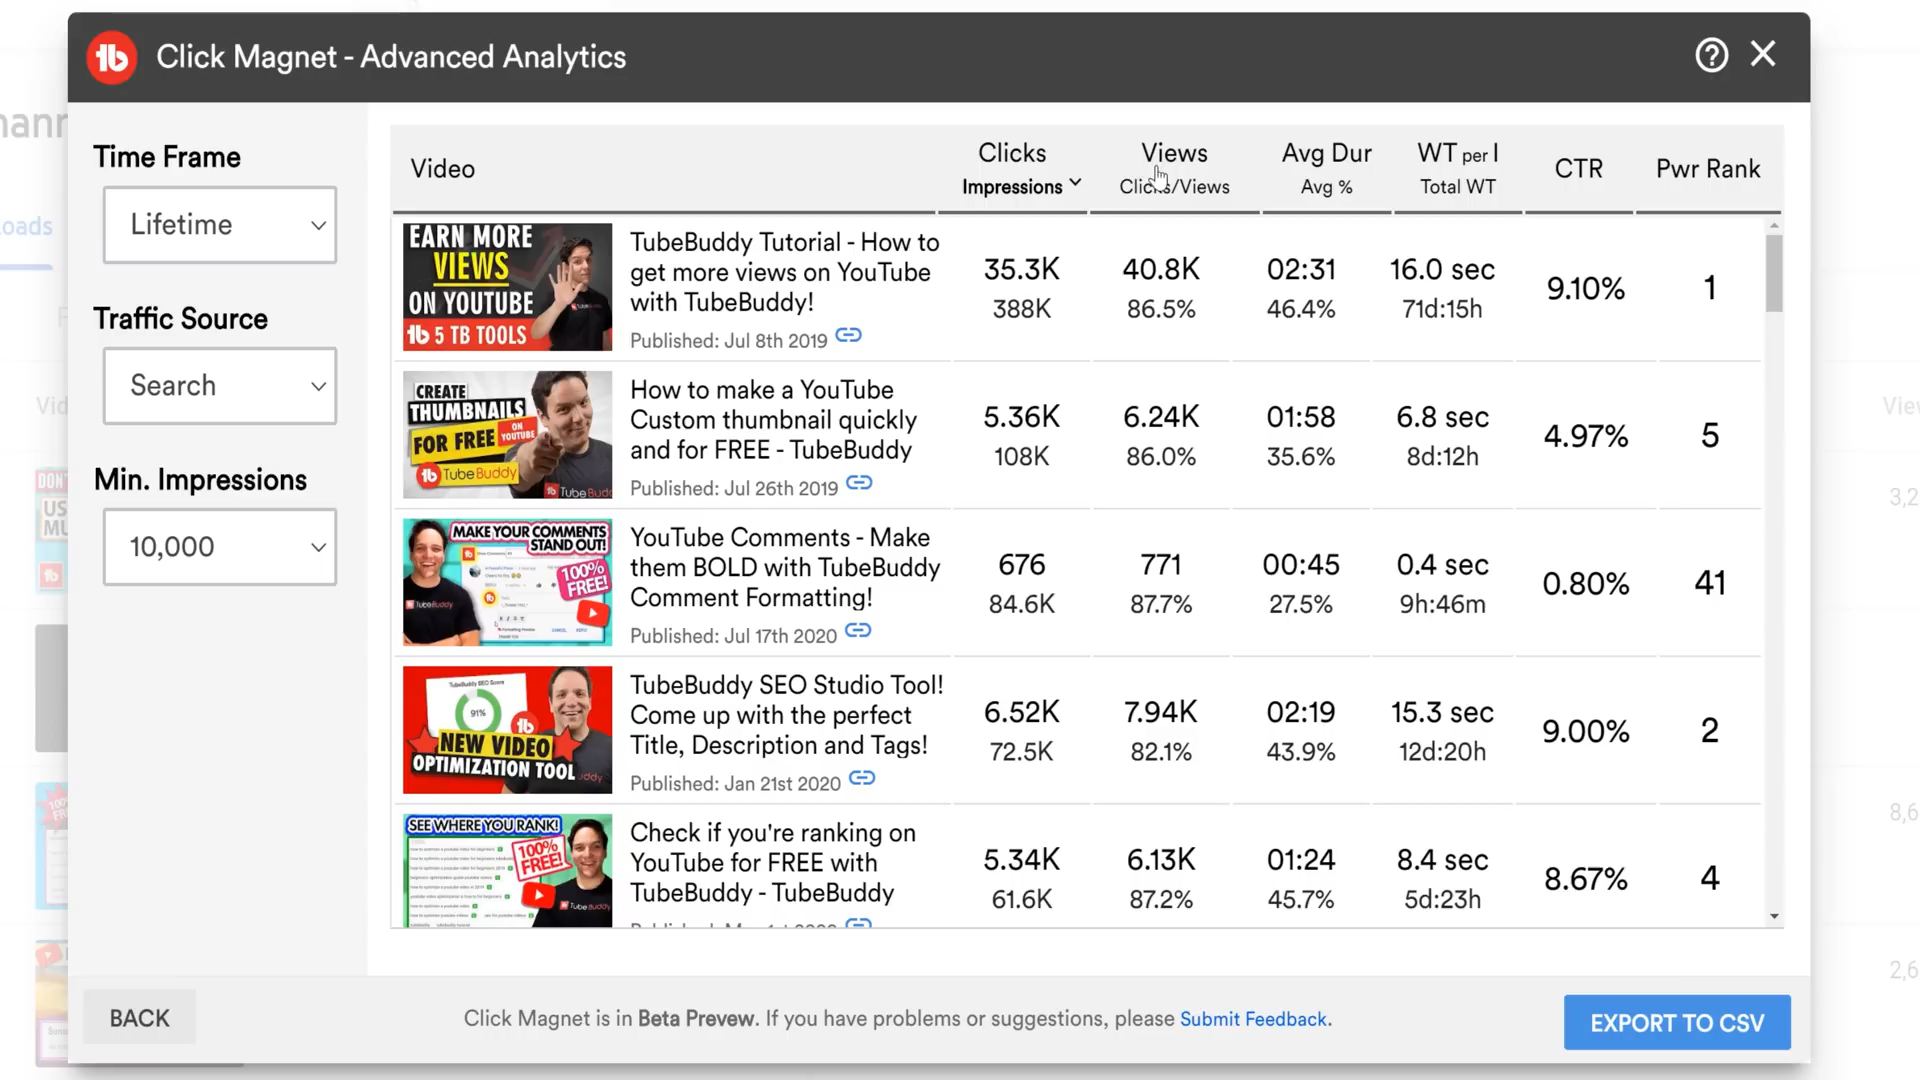 Click Magnet - Advanced Analytics
Time Frame
Lifetime
Traffic Source
Search
Min. Impressions
10,000
Video
Clicks
Impressions
Views
Clicks/Views
Avg Dur
Avg %
WT per I
Total WT
CTR
Pwr Rank
EARN MORE
VIEWS
ON YOUTUBE
5 TB TOOLS
TubeBuddy Tutorial - How to
get more views on YouTube
with TubeBuddy!
Published: Jul 8th 2019
35.3K
388K
40.8K
86.5%
02:31
46.4%
16.0 sec
71d:15h
9.10%
1
CREATE
THUMBNAILS
FOR FREE
ON
YOUTUBE
TubeBuddy
How to make a YouTube
Custom thumbnail quickly
and for FREE - TubeBuddy
Published: Jul 26th 2019
5.36K
108K
6.24K
86.0%
01:58
35.6%
6.8 sec
8d:12h
4.97%
5
MAKE YOUR COMMENTS
STAND OUT!
100%
FREE!
TubeBuddy
YouTube Comments - Make
them BOLD with TubeBuddy
Comment Formatting!
Published: Jul 17th 2020
676
84.6K
771
87.7%
00:45
27.5%
0.4 sec
9h:46m
0.80%
41
TubeBuddy SEO Score
91%
NEW VIDEO
OPTIMIZATION TOOL
TubeBuddy SEO Studio Tool!
Come up with the perfect
Title, Description and Tags!
Published: Jan 21st 2020
6.52K
72.5K
7.94K
82.1%
02:19
43.9%
15.3 sec
12d:20h
9.00%
2
SEE WHERE YOU RANK!
100%
FREE!
Check if you're ranking on
YouTube for FREE with
TubeBuddy - TubeBuddy
5.34K
61.6K
6.13K
87.2%
01:24
45.7%
8.4 sec
5d:23h
8.67%
4
BACK
Click Magnet is in Beta Prevew. If you have problems or suggestions, please Submit Feedback.
EXPORT TO CSV